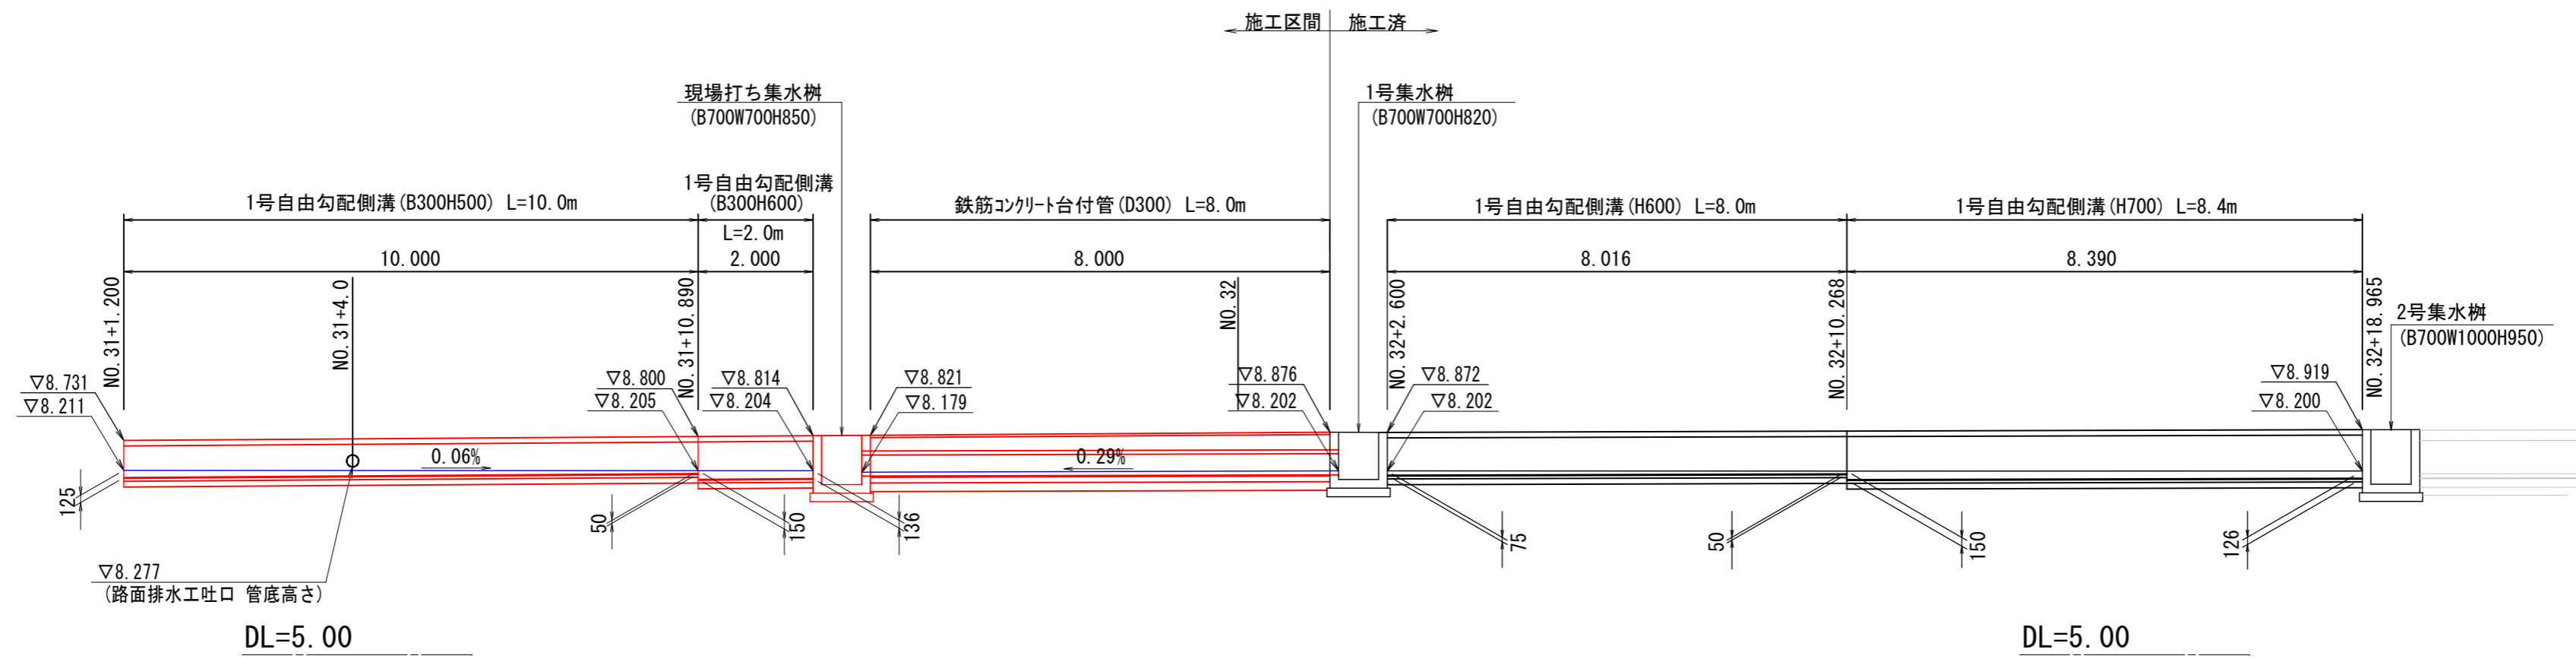 施工区間 施工済
現場打ち集水桝
(B700W700H850)
1号集水桝
(B700W700H820)
1号自由勾配側溝(B300H500) L=10.0m
1号自由勾配側溝
(B300H600)
L=2.0m
鉄筋コンクリート台付管(D300) L=8.0m
1号自由勾配側溝(H600) L=8.0m
1号自由勾配側溝(H700) L=8.4m
10.000
2.000
8.000
8.016
8.390
NO.31+1.200
NO.31+4.0
NO.31+10.890
NO.32
NO.32+2.600
NO.32+10.268
NO.32+18.965
2号集水桝
(B700W1000H950)
▽8.731
▽8.211
▽8.800
▽8.205
▽8.814
▽8.204
▽8.821
▽8.179
▽8.876
▽8.202
▽8.872
▽8.202
▽8.919
▽8.200
0.06%
0.29%
125
50
150
136
75
50
150
126
▽8.277
(路面排水工吐口 管底高さ)
DL=5.00
DL=5.00